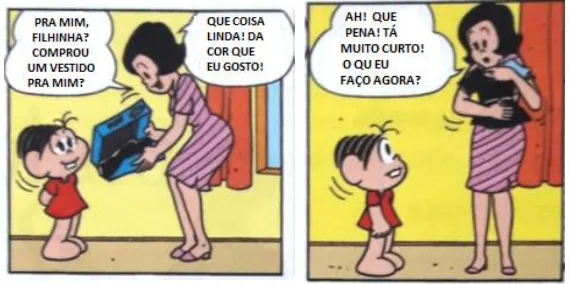 PRA MIM,
FILHINHA?
COMPROU
UM VESTIDO
PRA MIM?
QUE COISA
LINDA! DA
COR QUE
EU GOSTO!
AH! QUE
PENA! TÁ
MUITO CURTO!
O QU EU
FAÇO AGORA?